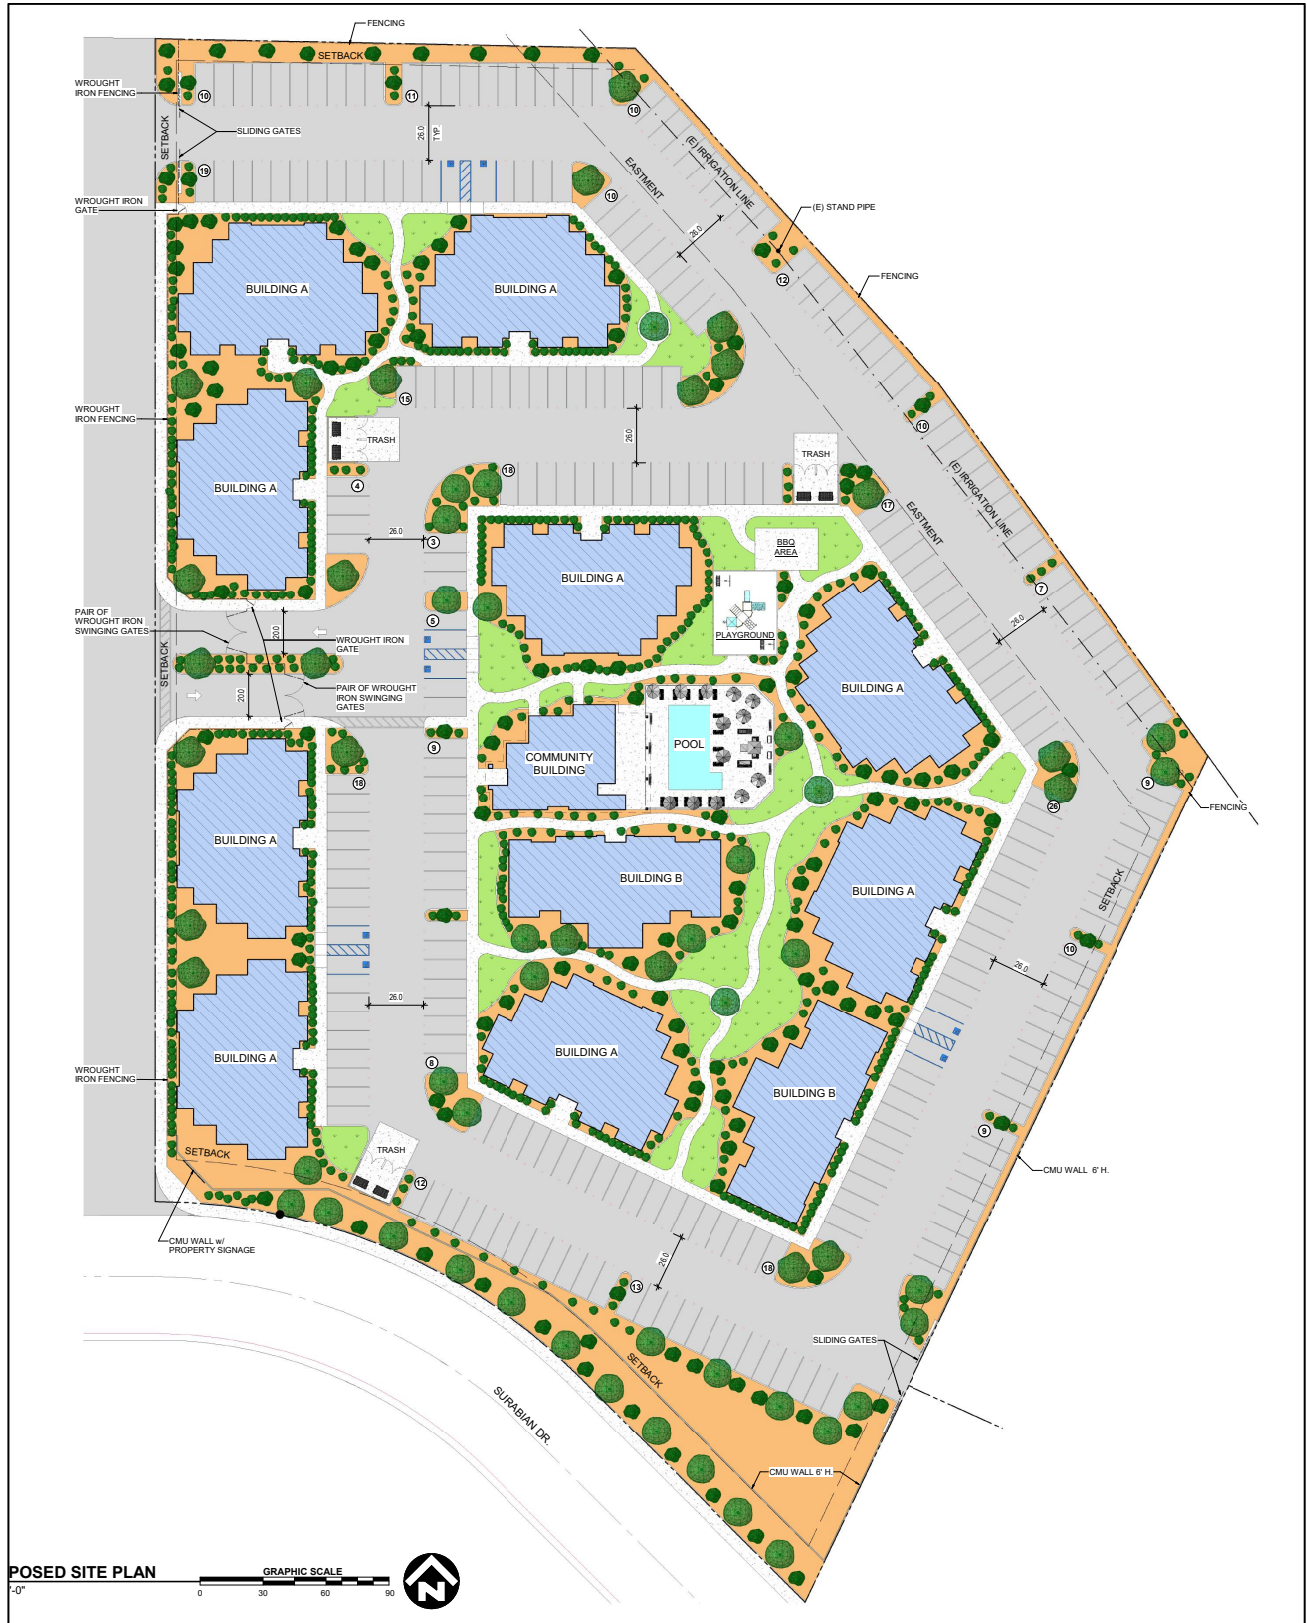 FENCING
SETBACK
WROUGHT
IRON FENCING
10
11
10
SLIDING GATES
26.0
TYP.
SETBACK
(E) IRRIGATION LINE
19
EASTMENT
10
WROUGHT IRON
GATE
(E) STAND PIPE
26.0
12
FENCING
BUILDING A
BUILDING A
15
WROUGHT
IRON FENCING
10
26.0
TRASH
TRASH
(E) IRRIGATION LINE
18
4
BUILDING A
17
EASTMENT
26.0
3
BBQ
AREA
BUILDING A
7
PAIR OF
WROUGHT IRON
SWINGING GATES
5
26.0
20.0
WROUGHT IRON
GATE
PLAYGROUND
SETBACK
BUILDING A
20.0
PAIR OF WROUGHT
IRON SWINGING
GATES
9
POOL
COMMUNITY
BUILDING
18
9
26
FENCING
BUILDING A
BUILDING B
BUILDING A
SETBACK
10
26.0
26.0
BUILDING A
BUILDING A
8
WROUGHT
IRON FENCING
BUILDING B
9
TRASH
SETBACK
12
CMU WALL 6' H.
CMU WALL w/
PROPERTY SIGNAGE
26.0
18
13
SLIDING GATES
SETBACK
SURABIAN DR.
CMU WALL 6' H.
POSED SITE PLAN
'-0"
GRAPHIC SCALE
0 30 60 90
N